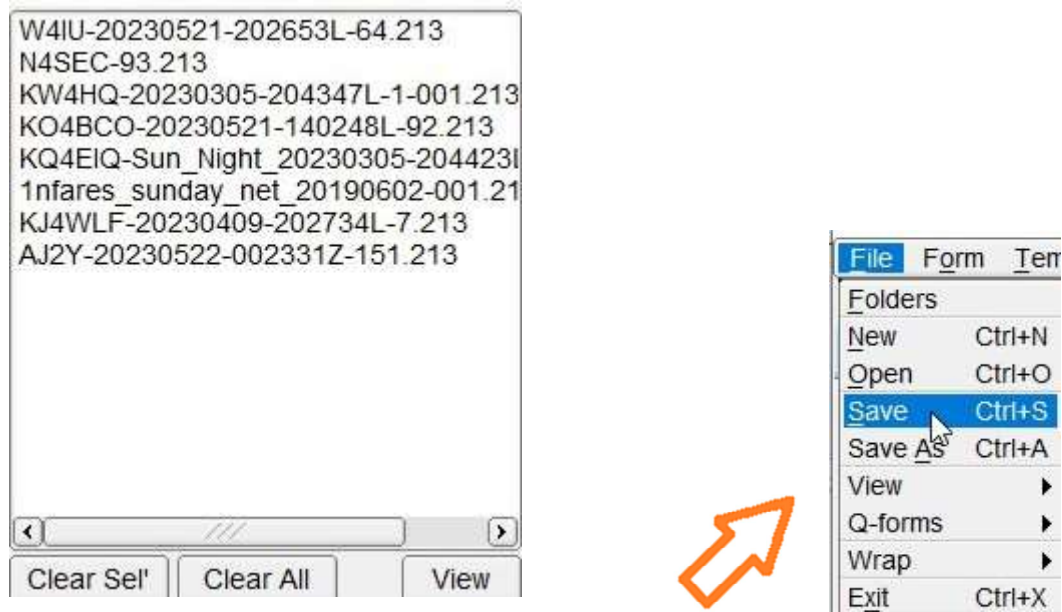 W4IU-20230521-202653L-64.213
N4SEC-93.213
KW4HQ-20230305-204347L-1-001.213
KO4BCO-20230521-140248L-92.213
KQ4EIQ-Sun_Night_20230305-204423L
1nfares_sunday_net_20190602-001.21
KJ4WLF-20230409-202734L-7.213
AJ2Y-20230522-002331Z-151.213
Clear Sel'
Clear All
View
File Form Tem
Folders
New Ctrl+N
Open Ctrl+O
Save Ctrl+S
Save As Ctrl+A
View
Q-forms
Wrap
Exit Ctrl+X